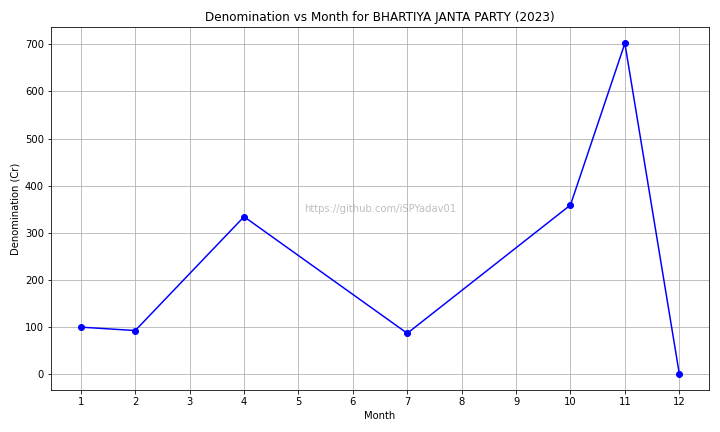 Denomination vs Month for BHARTIYA JANTA PARTY (2023)
700
600
500
400
300
200
100
0
Denomination (Cr)
https://github.com/iSPYadav01
1 2 3 4 5 6 7 8 9 10 11 12
Month